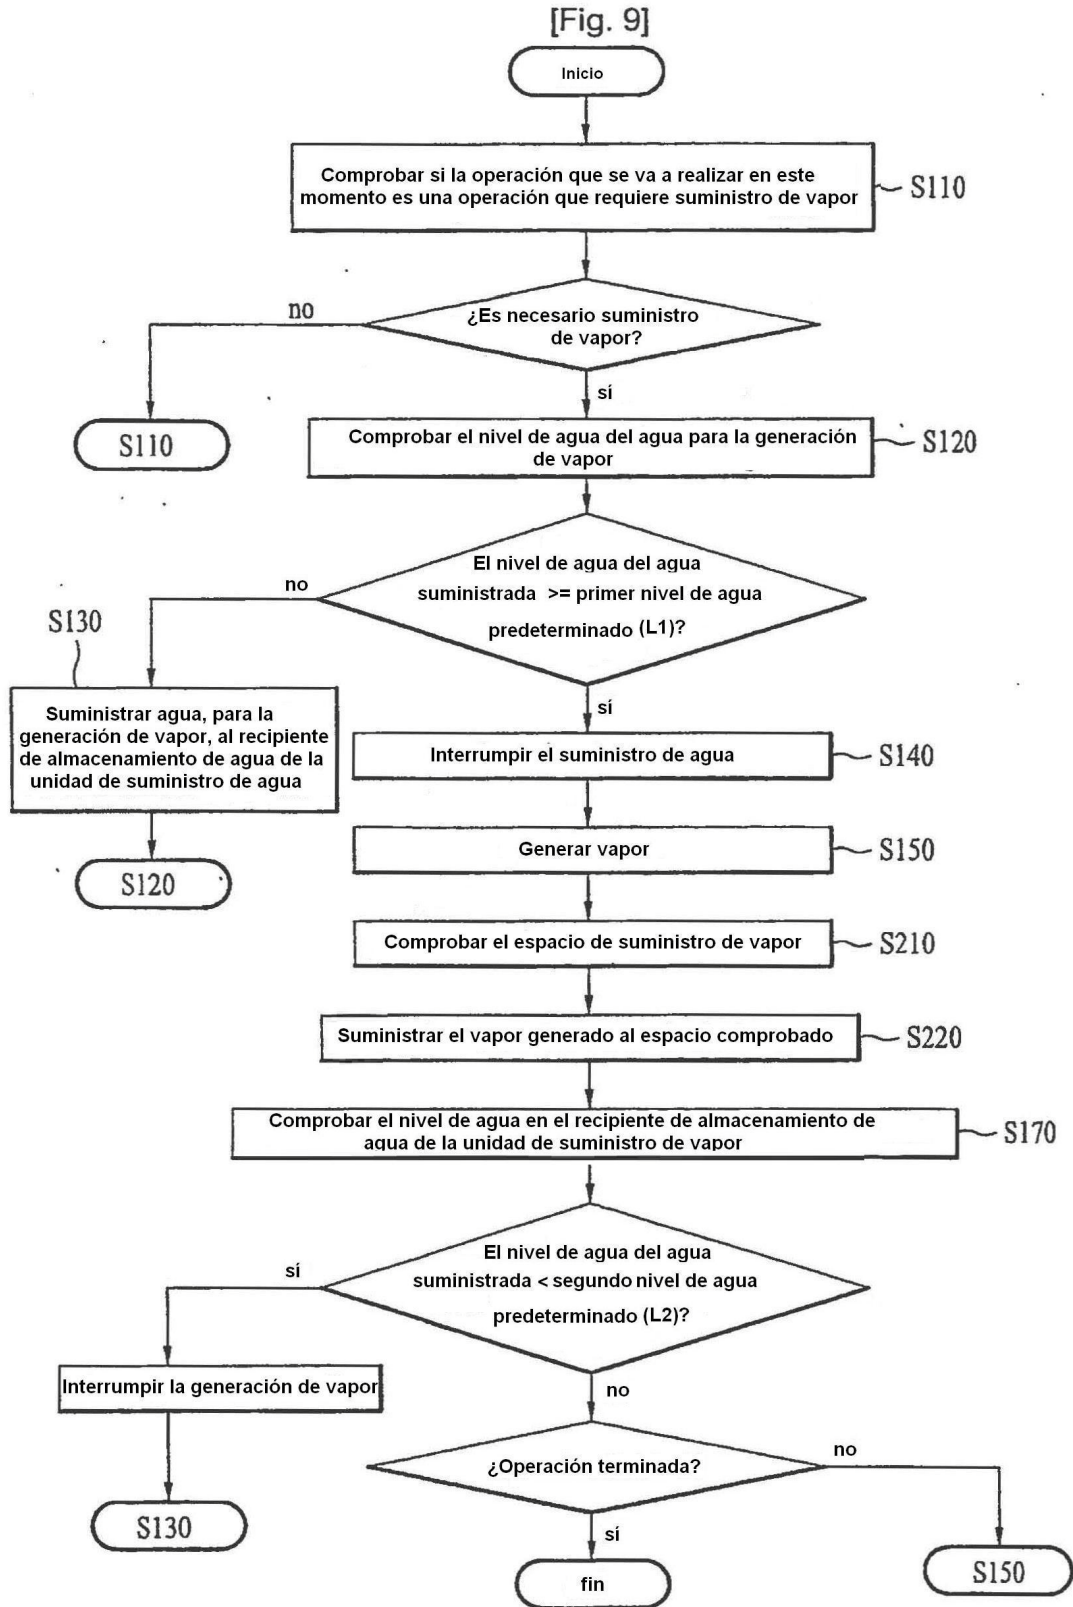 [Fig. 9]
Inicio
Comprobar si la operación que se va a realizar en este
momento es una operación que requiere suministro de vapor
S110
¿Es necesario suministro
de vapor?
no
sí
S110
Comprobar el nivel de agua del agua para la generación
de vapor
S120
El nivel de agua del agua
suministrada >= primer nivel de agua
predeterminado (L1)?
no
sí
S130
Suministrar agua, para la
generación de vapor, al recipiente
de almacenamiento de agua de la
unidad de suministro de agua
S120
Interrumpir el suministro de agua
S140
Generar vapor
S150
Comprobar el espacio de suministro de vapor
S210
Suministrar el vapor generado al espacio comprobado
S220
Comprobar el nivel de agua en el recipiente de almacenamiento de
agua de la unidad de suministro de vapor
S170
El nivel de agua del agua
suministrada < segundo nivel de agua
predeterminado (L2)?
sí
no
Interrumpir la generación de vapor
S130
¿Operación terminada?
no
sí
S150
fin